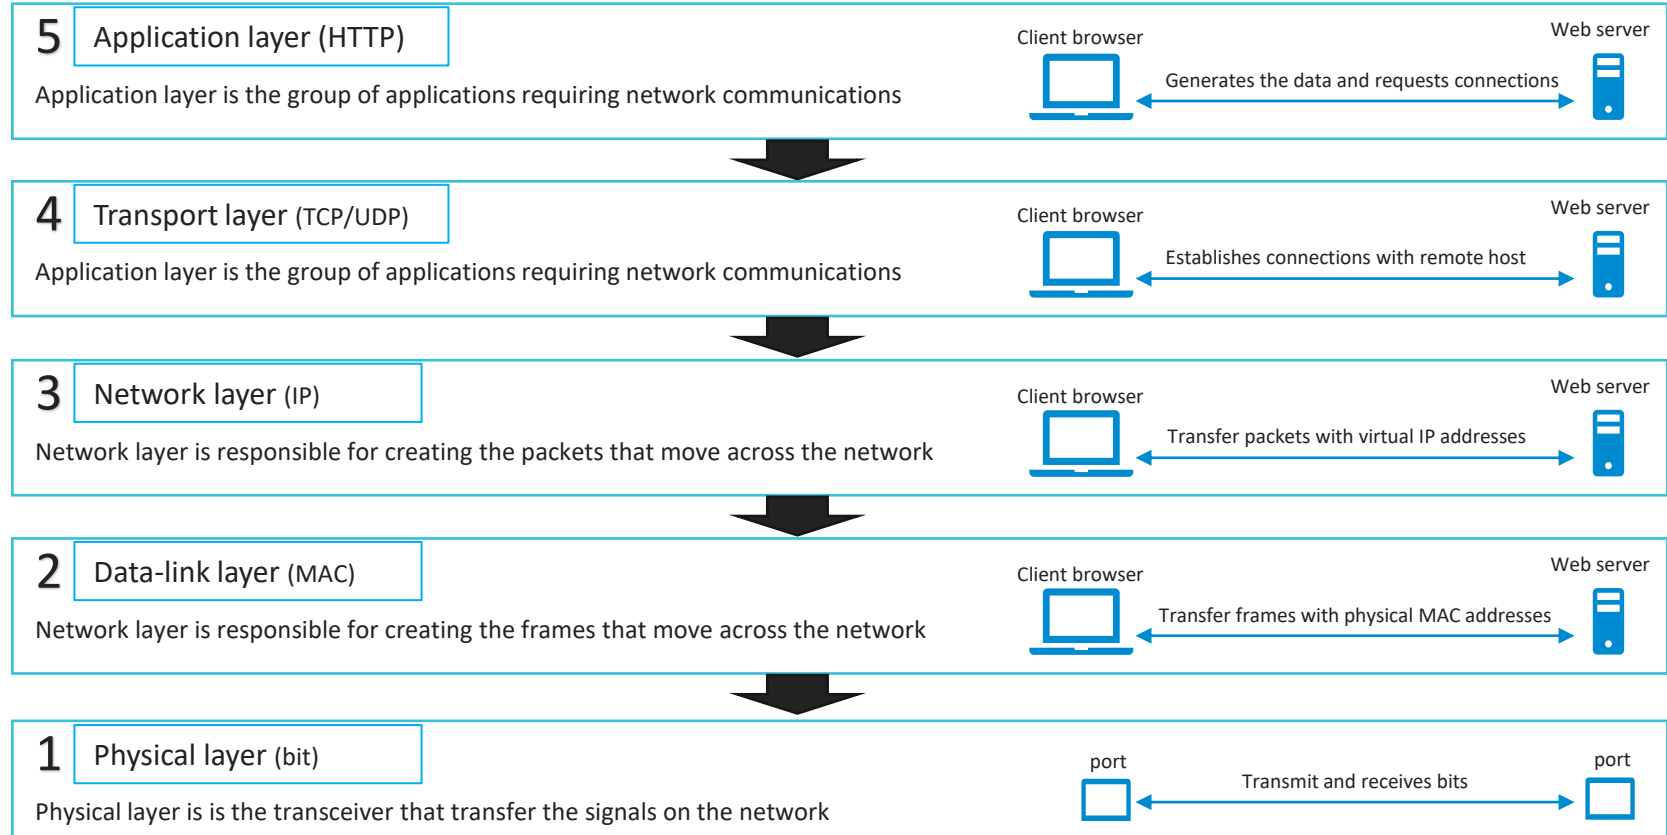 5 Application layer (HTTP)
Application layer is the group of applications requiring network communications
Client browser
Web server
Generates the data and requests connections
4 Transport layer (TCP/UDP)
Application layer is the group of applications requiring network communications
Client browser
Web server
Establishes connections with remote host
3 Network layer (IP)
Network layer is responsible for creating the packets that move across the network
Client browser
Web server
Transfer packets with virtual IP addresses
2 Data-link layer (MAC)
Network layer is responsible for creating the frames that move across the network
Client browser
Web server
Transfer frames with physical MAC addresses
1 Physical layer (bit)
Physical layer is is the transceiver that transfer the signals on the network
port
port
Transmit and receives bits